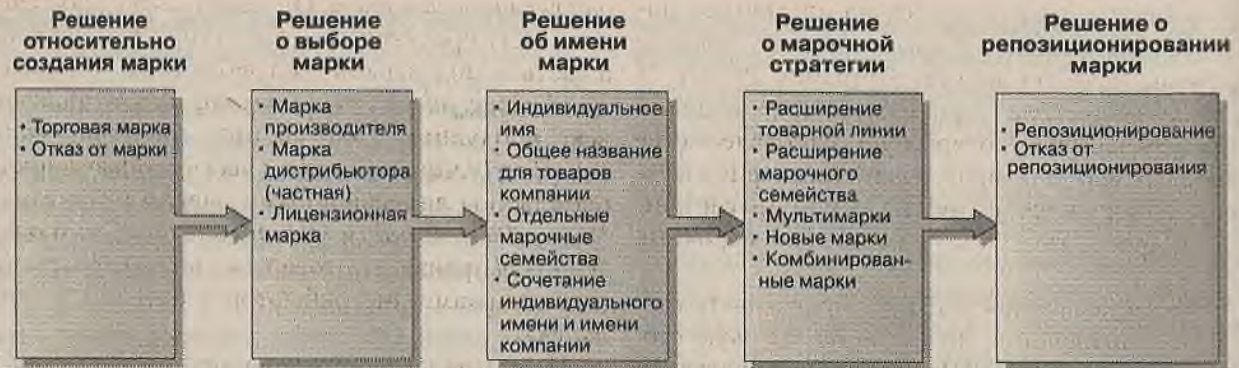 Решение
относительно
создания марки
• Торговая марка
• Отказ от марки
Решение
о выборе
марки
• Марка
производителя
• Марка
дистрибьютора
(частная)
• Лицензионная
марка
Решение
об имени
марки
• Индивидуальное
имя
• Общее название
для товаров
компании
• Отдельные
марочные
семейства
• Сочетание
индивидуального
имени и имени
компании
Решение
о марочной
стратегии
• Расширение
товарной линии
• Расширение
марочного
семейства
• Мультимарки
• Новые марки
• Комбинирован-
ные марки
Решение о
репозиционировании
марки
• Репозиционирование
• Отказ от
репозиционирования